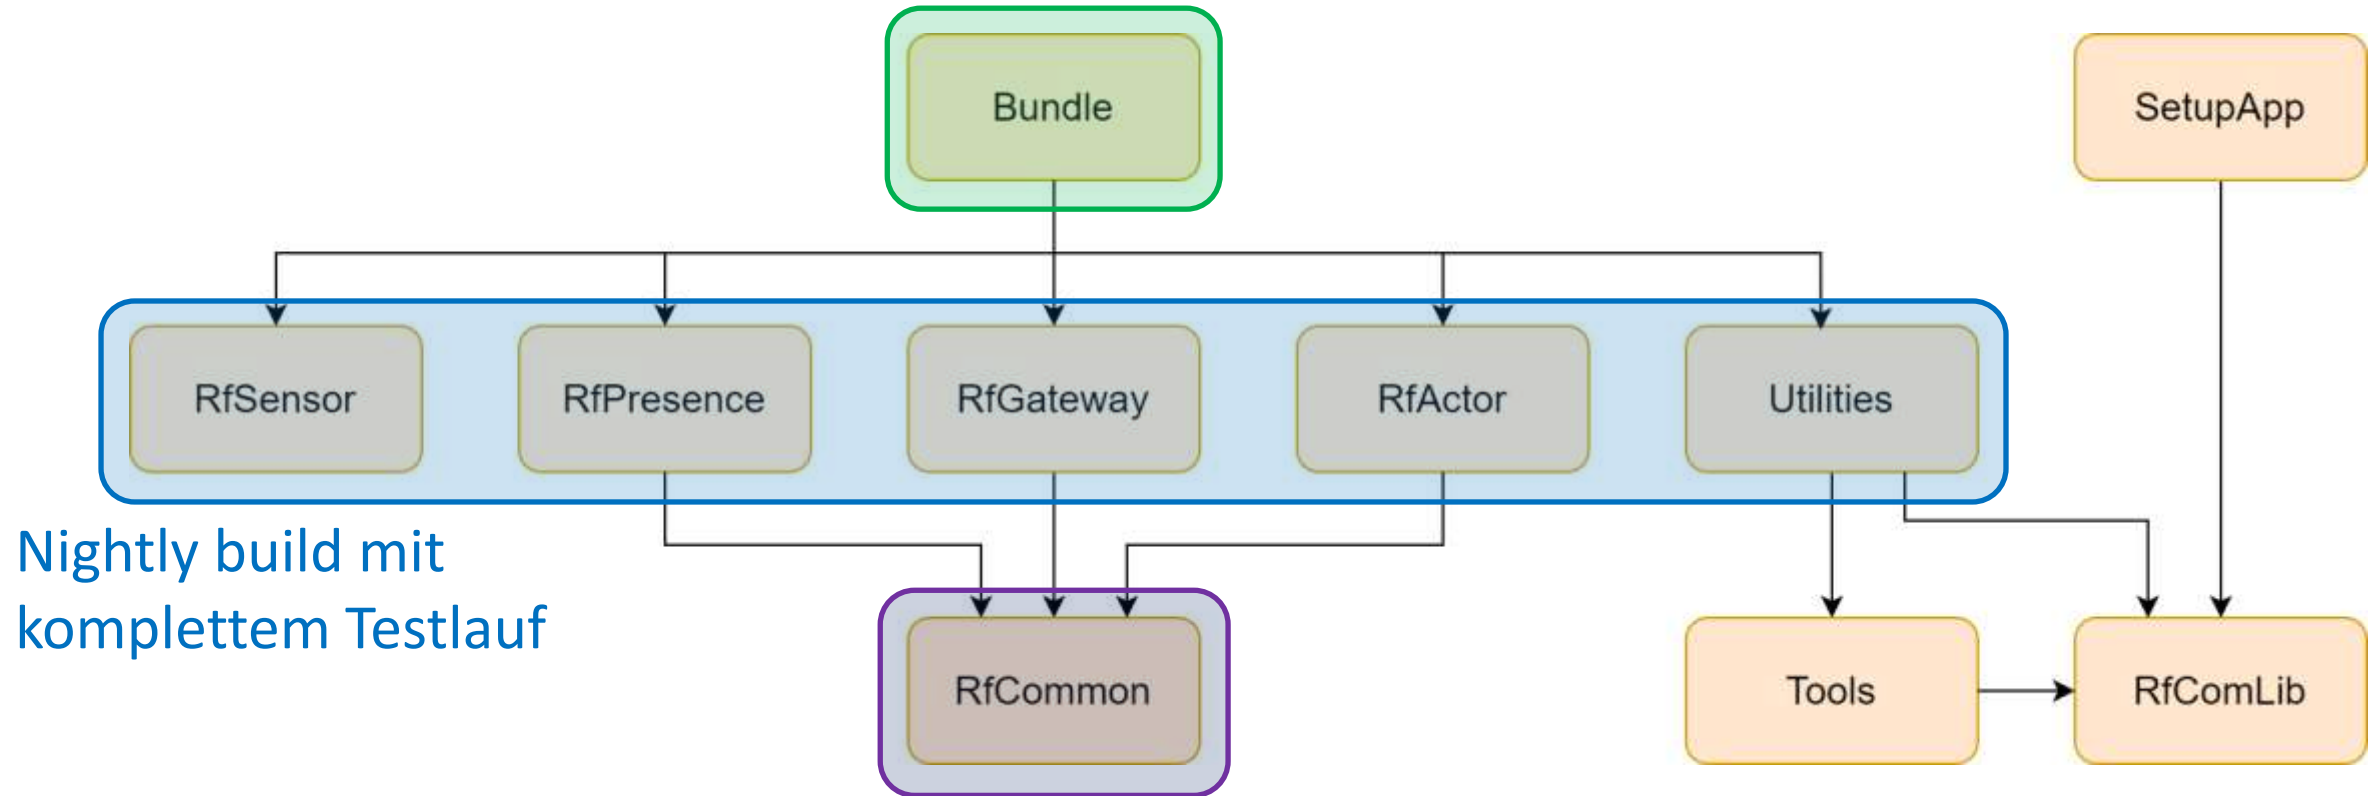 Bundle
SetupApp
RfSensor
RfPresence
RfGateway
RfActor
Utilities
Nightly build mit
komplettem Testlauf
RfCommon
Tools
RfComLib